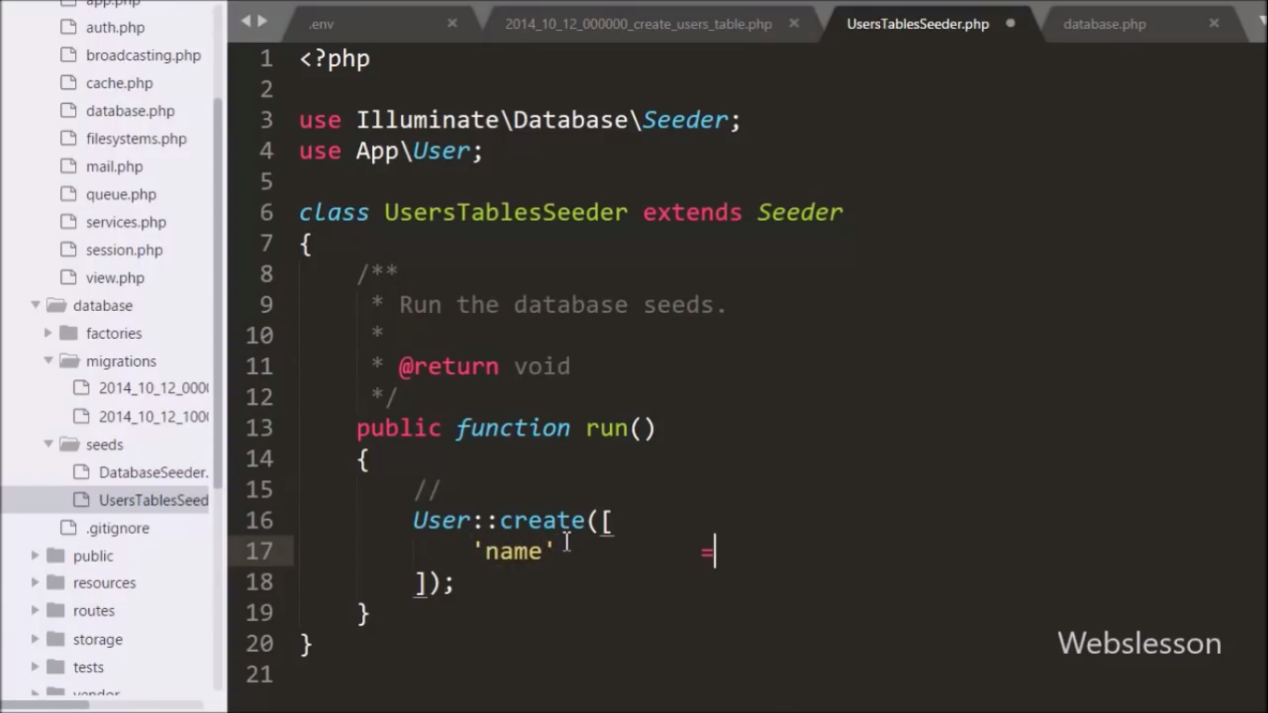 app.php
auth.php
broadcasting.php
cache.php
database.php
filesystems.php
mail.php
queue.php
services.php
session.php
view.php
database
factories
migrations
2014_10_12_0000
2014_10_12_1000
seeds
DatabaseSeeder.
UsersTablesSeed
.gitignore
public
resources
routes
storage
tests
vendor
.env
2014_10_12_000000_create_users_table.php
UsersTablesSeeder.php
database.php
1 <?php
2
3 use Illuminate\Database\Seeder;
4 use App\User;
5
6 class UsersTablesSeeder extends Seeder
7 {
8 /**
9 * Run the database seeds.
10 *
11 * @return void
12 */
13 public function run()
14 {
15 //
16 User::create([
17 'name' =
18 ]);
19 }
20 }
21
Webslesson